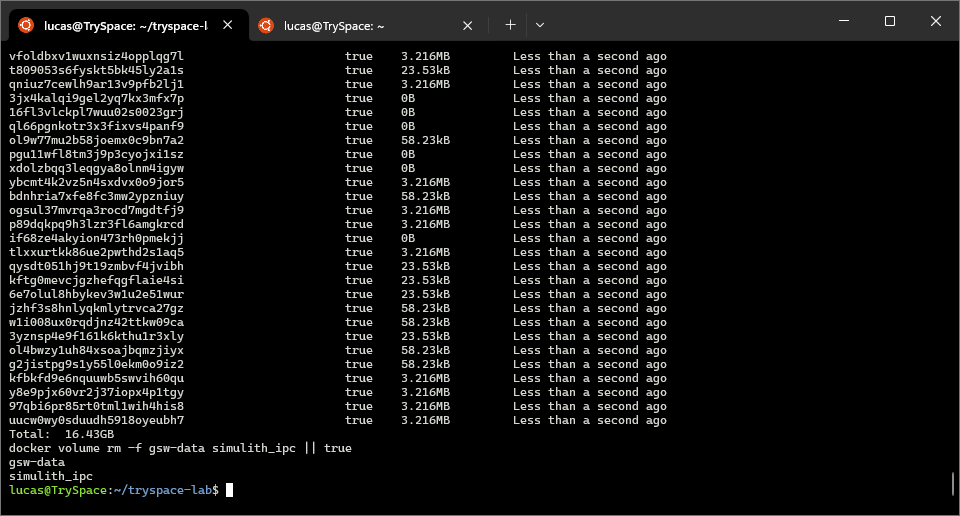 lucas@TrySpace: ~/tryspace-l
lucas@TrySpace: ~
vfoldbxv1wuxnsiz4opplqg7l true 3.216MB Less than a second ago
t809053s6fyskt5bk45ly2a1s true 23.53kB Less than a second ago
qniuz7cewlh9ar13v9pfb2lj1 true 3.216MB Less than a second ago
3jx4kalqi9gel2yq7kx3mfx7p true 0B Less than a second ago
16fl3vlckpl7wuu02s0023grj true 0B Less than a second ago
ql66pgnkotr3x3fixvs4panf9 true 0B Less than a second ago
ol9w77mu2b58joemx0c9bn7a2 true 58.23kB Less than a second ago
pgu11wfl8tm3j9p3cyojxi1sz true 0B Less than a second ago
xdolzbqq3leqgya8olnm4igyw true 0B Less than a second ago
ybcmt4k2vz5n4sxdvx0o9jor5 true 3.216MB Less than a second ago
bdnhria7xfe8fc3mw2ypzniuy true 58.23kB Less than a second ago
ogsul37mvrqa3rocd7mgdtfj9 true 3.216MB Less than a second ago
p89dqkpq9h3lzr3fl6amgkrcd true 3.216MB Less than a second ago
if68ze4akyion473rh0pmekjj true 0B Less than a second ago
tlxxurtkk86ue2pwthd2s1aq5 true 3.216MB Less than a second ago
qysdt051hj9t19zmbvf4jvibh true 23.53kB Less than a second ago
kftg0mevcjgzhefqgflaie4si true 23.53kB Less than a second ago
6e7olul8hbykev3w1u2e51wur true 23.53kB Less than a second ago
jzhf3s8hnlyqkmlytrvca27gz true 58.23kB Less than a second ago
w1i008ux0rqdjnz42ttkw09ca true 58.23kB Less than a second ago
3yznsp4e9f161k6kthu1r3xly true 23.53kB Less than a second ago
ol4bwzy1uh84xsoajbqmzjiyx true 58.23kB Less than a second ago
g2jistpg9s1y55l0ekm0o9iz2 true 58.23kB Less than a second ago
kfbkfd9e6nquuwb5swvih60qu true 3.216MB Less than a second ago
y8e9pjx60vr2j37iopx4p1tgy true 3.216MB Less than a second ago
97qbi6pr85rt0tml1wih4his8 true 3.216MB Less than a second ago
uucw0wy0sduudh5918oyeubh7 true 3.216MB Less than a second ago
Total: 16.43GB
docker volume rm -f gsw-data simulith_ipc || true
gsw-data
simulith_ipc
lucas@TrySpace:~/tryspace-lab$